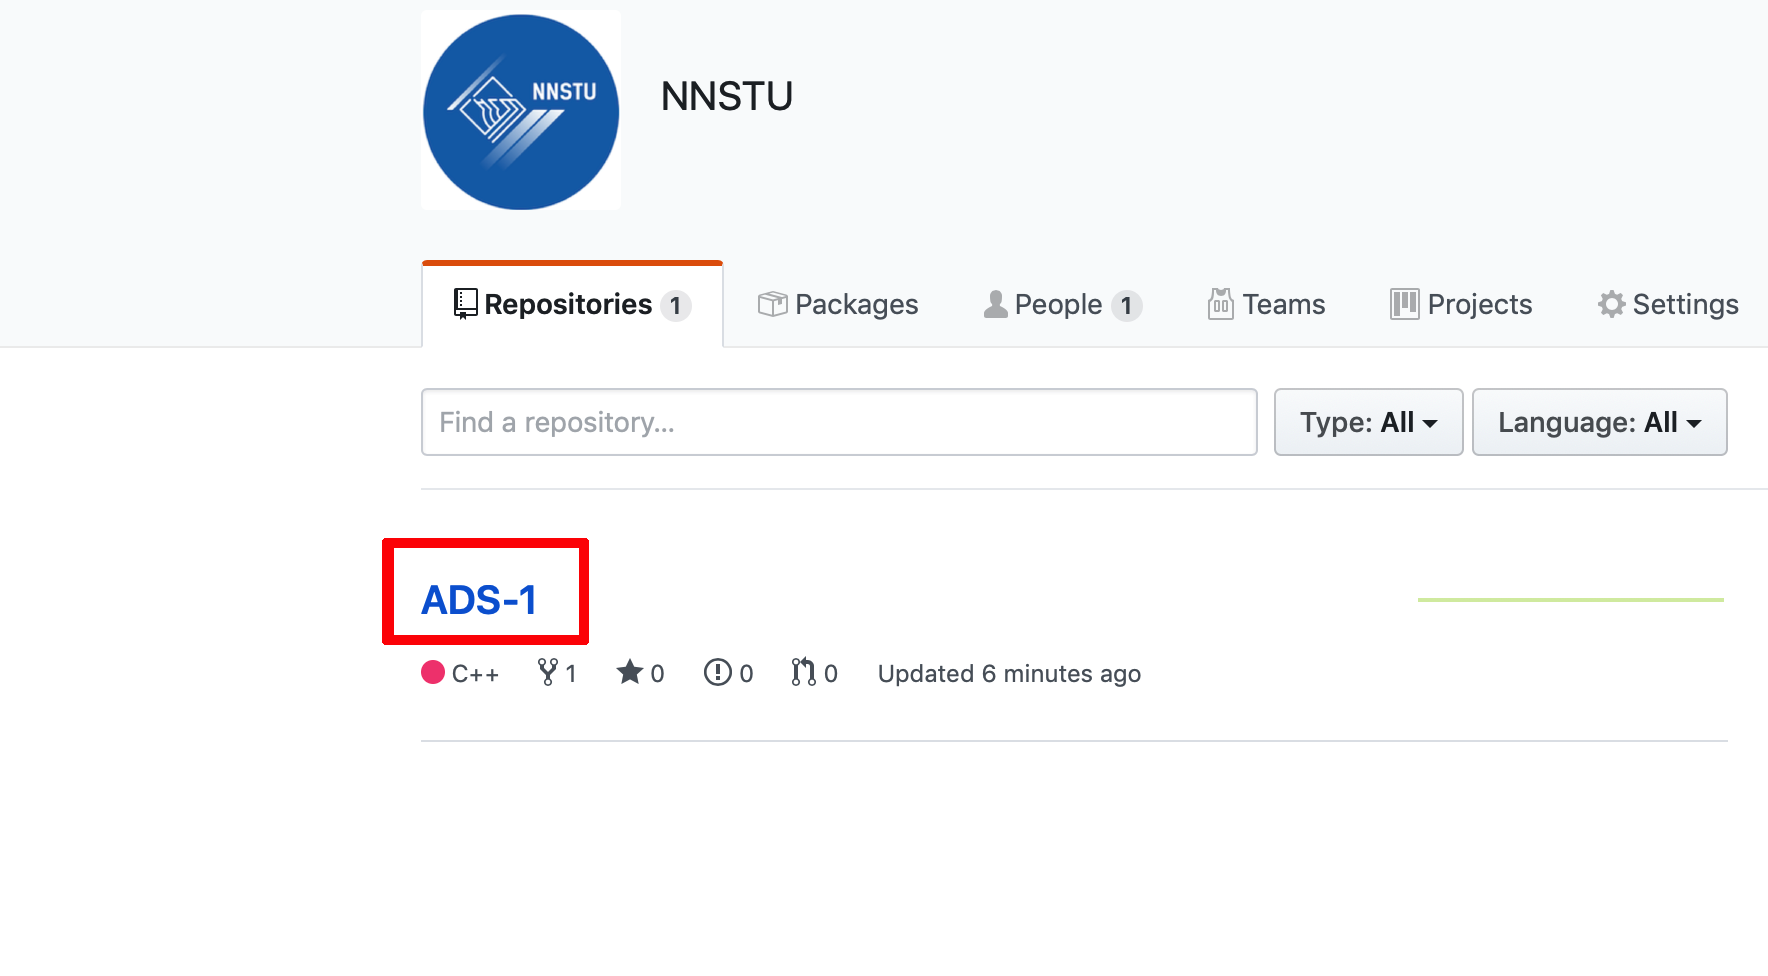 NNSTU
NNSTU
Repositories 1 Packages People 1 Teams Projects Settings
Find a repository... Type: All Language: All
ADS-1
C++ 1 0 0 0 Updated 6 minutes ago